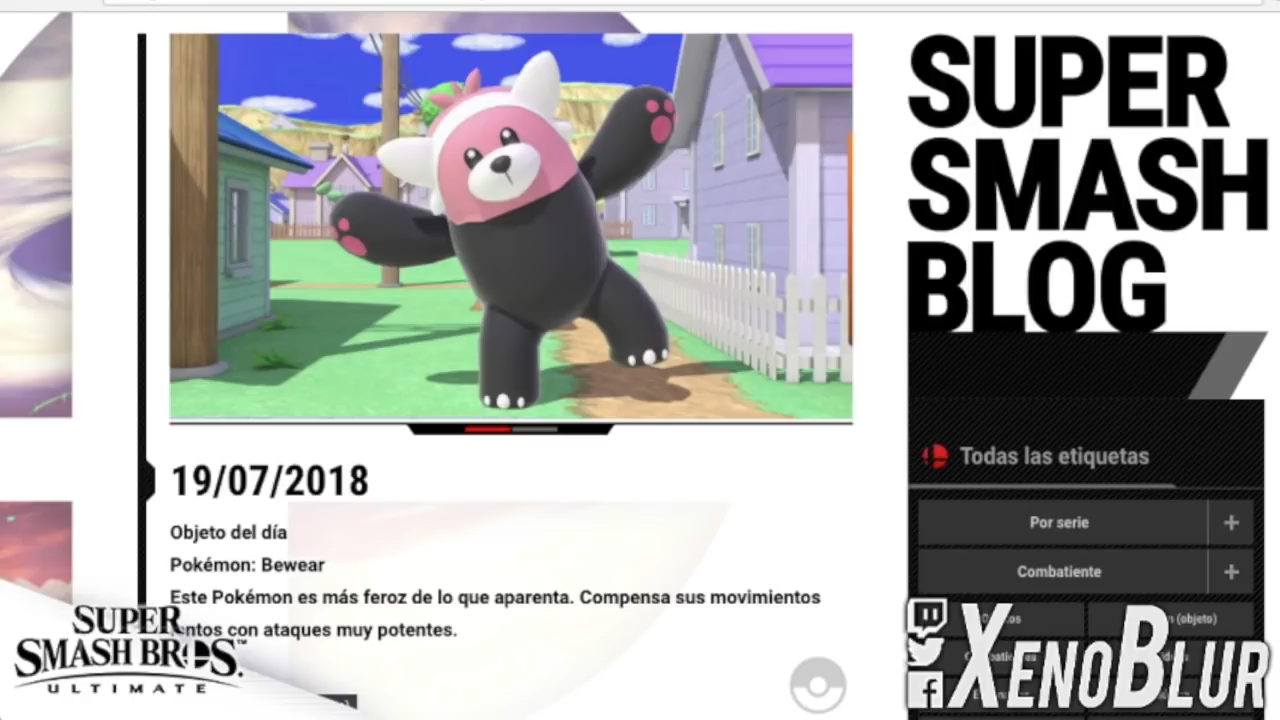 SUPER
SMASH
BLOG
19/07/2018
Objeto del día
Pokémon: Bewear
Este Pokémon es más feroz de lo que aparenta. Compensa sus movimientos
con ataques muy potentes.
Todas las etiquetas
Por serie
Combatiente
(objeto)
SUPER
SMASH BROS.™
ULTIMATE
XENOBLUR